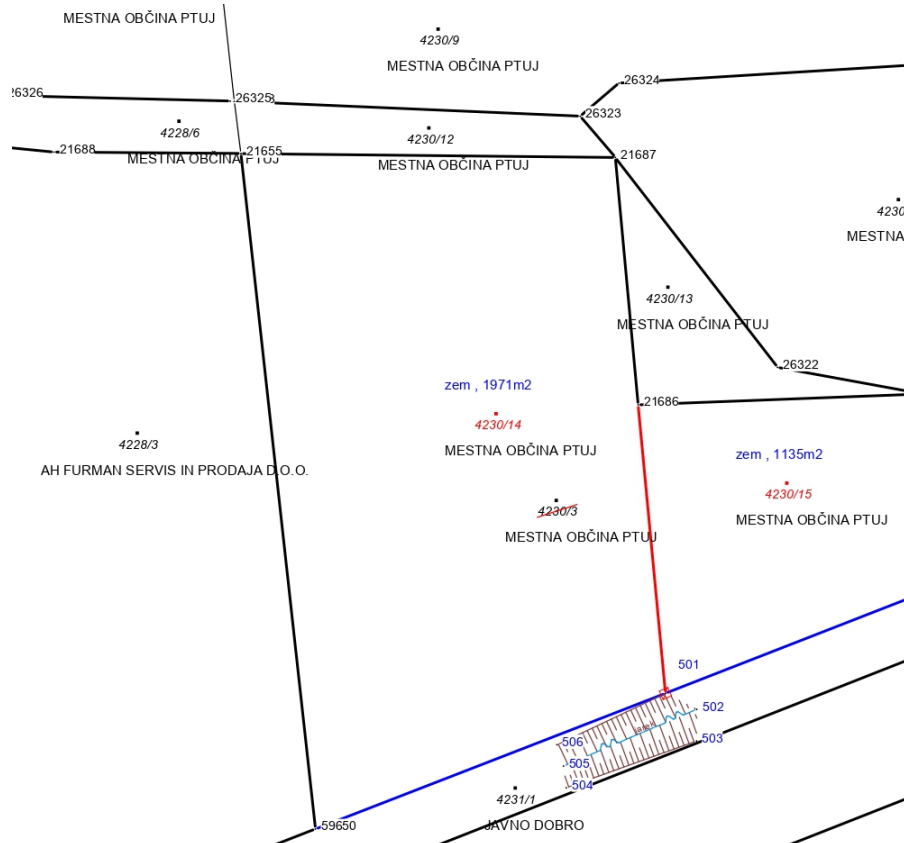 MESTNA OBČINA PTUJ
4230/9
MESTNA OBČINA PTUJ
26324
26326
26325
26323
4228/6
4230/12
21688
MESTNA OBČINA PTUJ
21655
MESTNA OBČINA PTUJ
21687
4230
MESTNA
4230/13
MESTNA OBČINA PTUJ
26322
zem , 1971m2
21686
4230/14
4228/3
MESTNA OBČINA PTUJ
zem , 1135m2
AH FURMAN SERVIS IN PRODAJA D.O.O.
4230/15
4230/3
MESTNA OBČINA PTUJ
MESTNA OBČINA PTUJ
501
502
jarek
506
503
505
504
4231/1
59650
JAVNO DOBRO